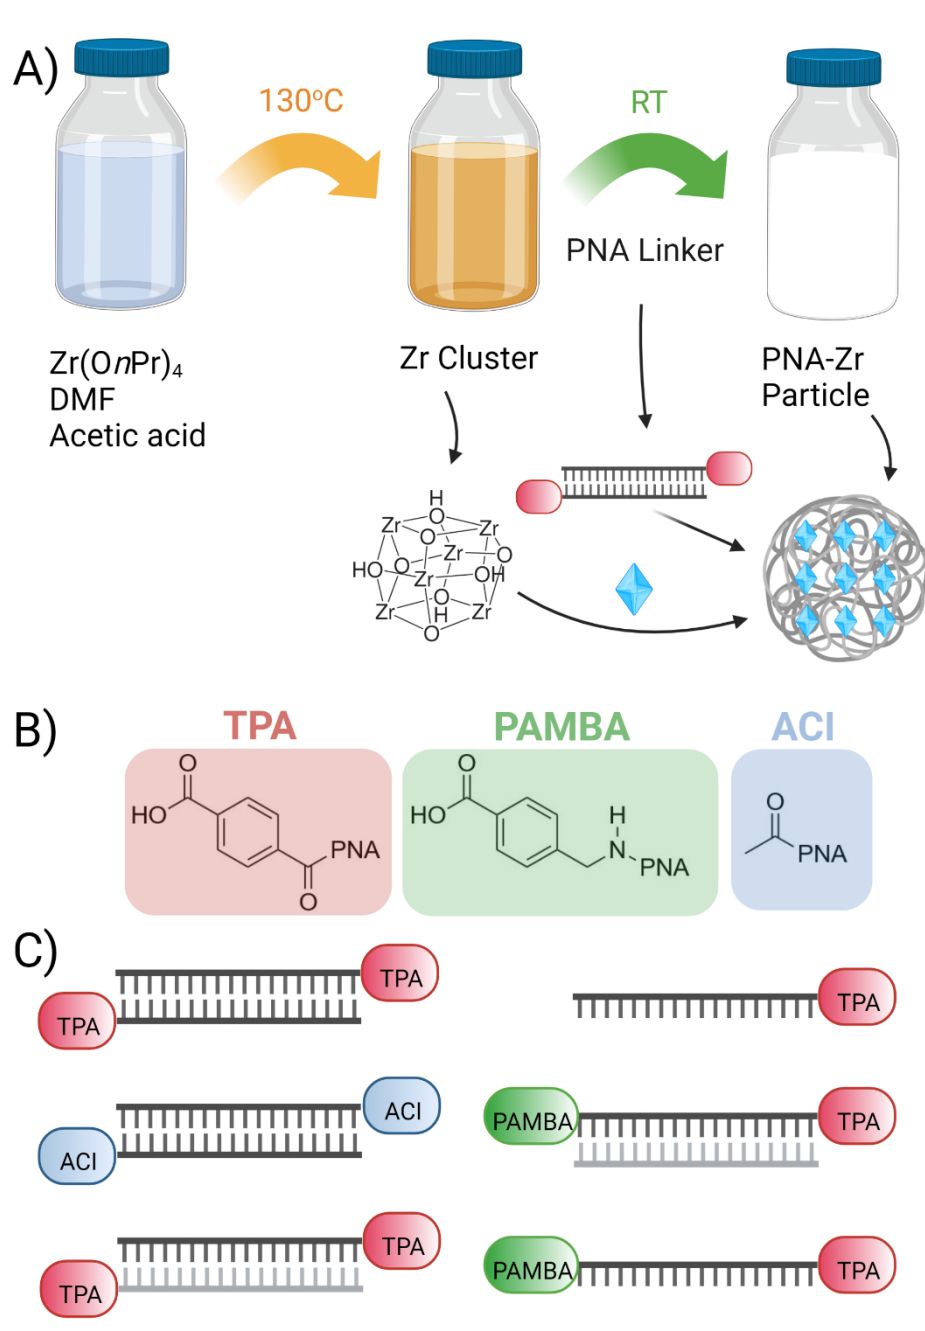 A)
130°C
RT
PNA Linker
Zr(OnPr)₄
DMF
Acetic acid
Zr Cluster
PNA-Zr
Particle
H
O
Zr
Zr
O
Zr
O
HO
O
Zr
OH
O
Zr
H
Zr
O
B)
TPA
PAMBA
ACI
O
HO
PNA
O
O
HO
H
N
PNA
O
PNA
C)
TPA
TPA
TPA
ACI
ACI
PAMBA
TPA
TPA
TPA
PAMBA
TPA